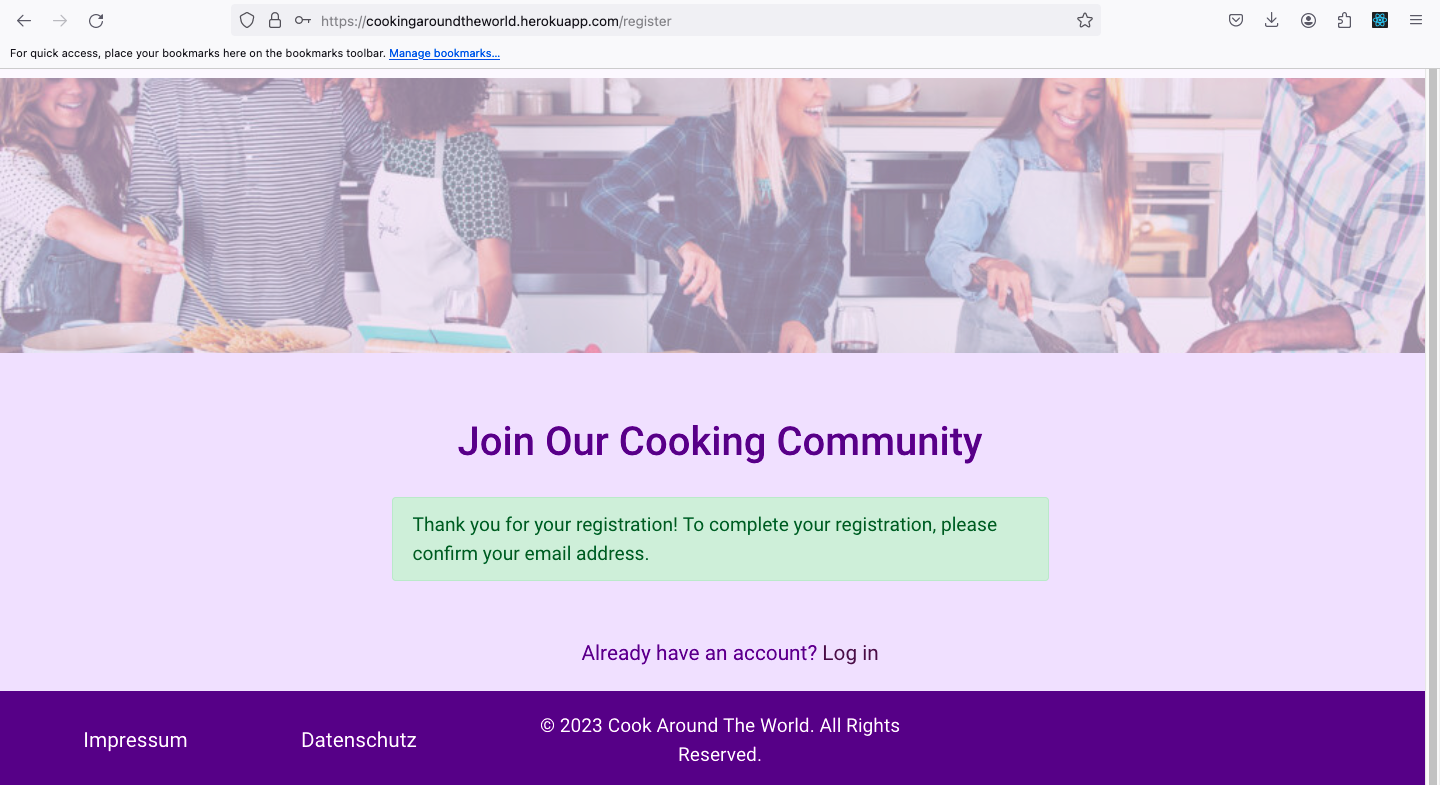 https://cookingaroundtheworld.herokuapp.com/register
For quick access, place your bookmarks here on the bookmarks toolbar. Manage bookmarks...
Join Our Cooking Community
Thank you for your registration! To complete your registration, please
confirm your email address.
Already have an account? Log in
Impressum
Datenschutz
© 2023 Cook Around The World. All Rights
Reserved.